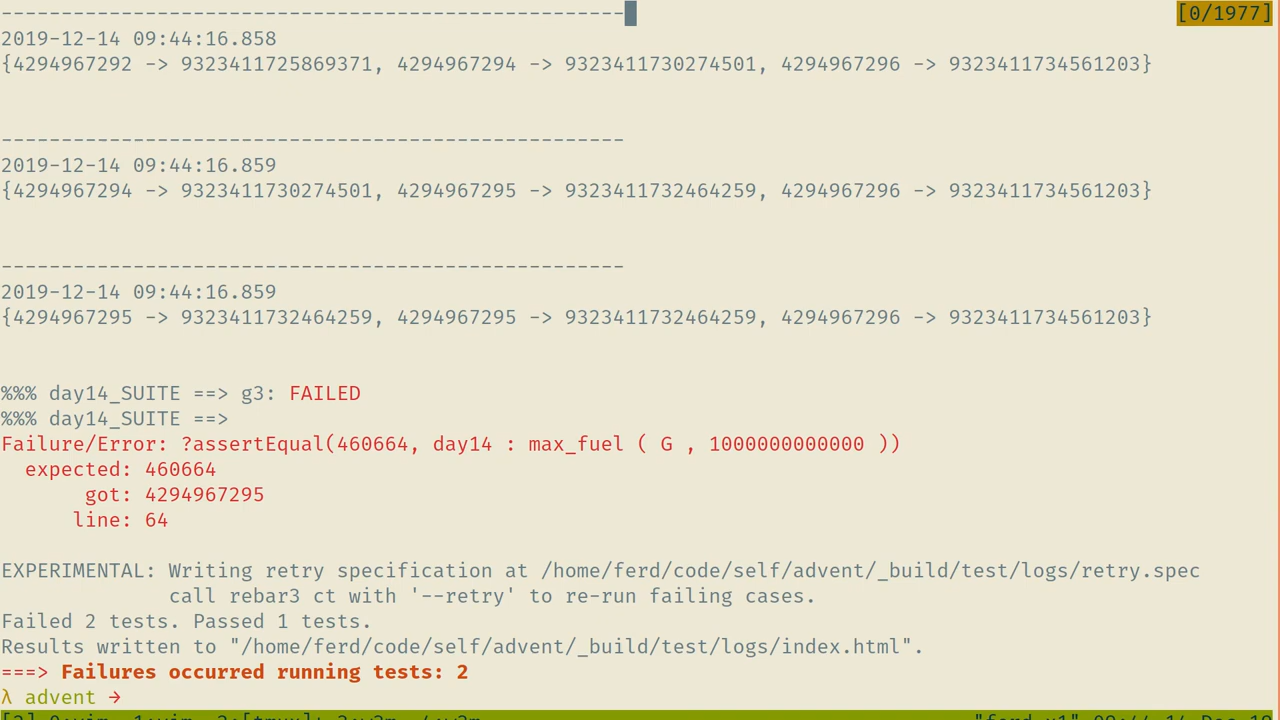 ----------------------------------------------------
[0/1977]
2019-12-14 09:44:16.858
{4294967292 -> 9323411725869371, 4294967294 -> 9323411730274501, 4294967296 -> 9323411734561203}
----------------------------------------------------
2019-12-14 09:44:16.859
{4294967294 -> 9323411730274501, 4294967295 -> 9323411732464259, 4294967296 -> 9323411734561203}
----------------------------------------------------
2019-12-14 09:44:16.859
{4294967295 -> 9323411732464259, 4294967295 -> 9323411732464259, 4294967296 -> 9323411734561203}
%%% day14_SUITE ==> g3: FAILED
%%% day14_SUITE ==>
Failure/Error: ?assertEqual(460664, day14 : max_fuel ( G , 1000000000000 ))
expected: 460664
got: 4294967295
line: 64
EXPERIMENTAL: Writing retry specification at /home/ferd/code/self/advent/_build/test/logs/retry.spec
call rebar3 ct with '--retry' to re-run failing cases.
Failed 2 tests. Passed 1 tests.
Results written to "/home/ferd/code/self/advent/_build/test/logs/index.html".
===> Failures occurred running tests: 2
λ advent →